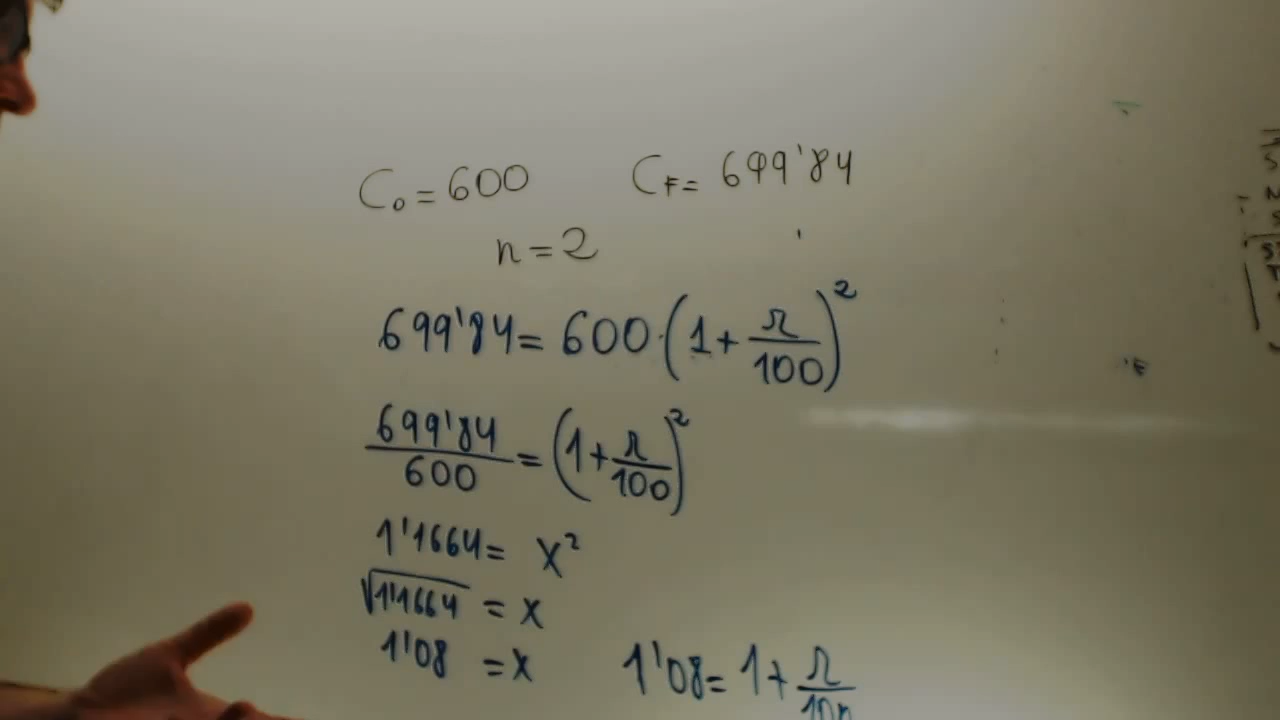 C₀ = 600 C_F = 699'84
n = 2
699'84 = 600 · (1 + r/100)²
699'84/600 = (1 + r/100)²
1'1664 = x²
√1'1664 = x
1'08 = x 1'08 = 1 + r/100